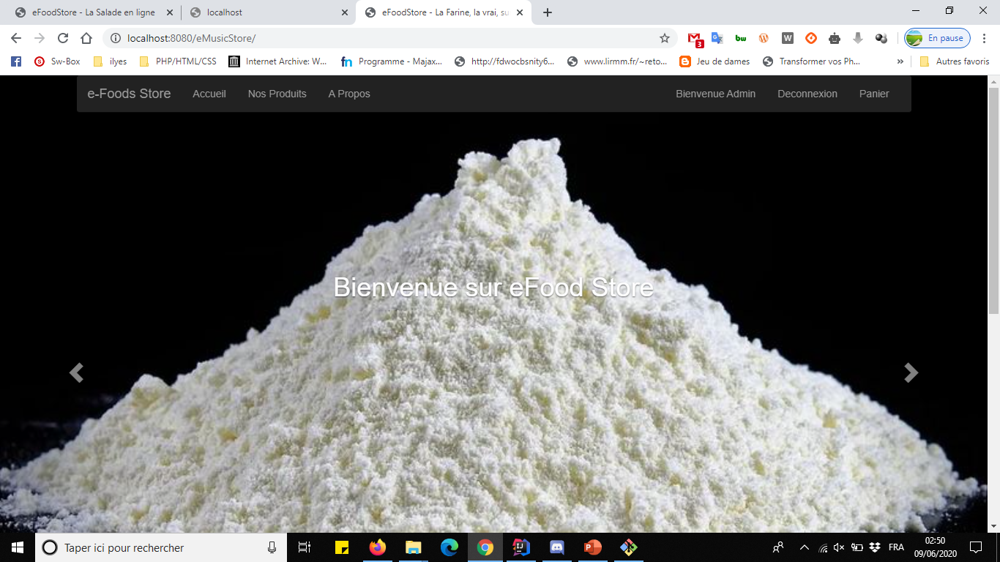 eFoodStore - La Salade en ligne
localhost
eFoodStore - La Farine, la vrai, su
localhost:8080/eMusicStore/
3
bw
W
En pause
Sw-Box
ilyes
PHP/HTML/CSS
Internet Archive: W...
fn
Programme - Majax...
http://fdwocbsnity6...
www.lirmm.fr/~reto...
Jeu de dames
Transformer vos Ph...
»
Autres favoris
e-Foods Store
Accueil
Nos Produits
A Propos
Bienvenue Admin
Deconnexion
Panier
Bienvenue sur eFood Store
Taper ici pour rechercher
FRA
02:50
09/06/2020